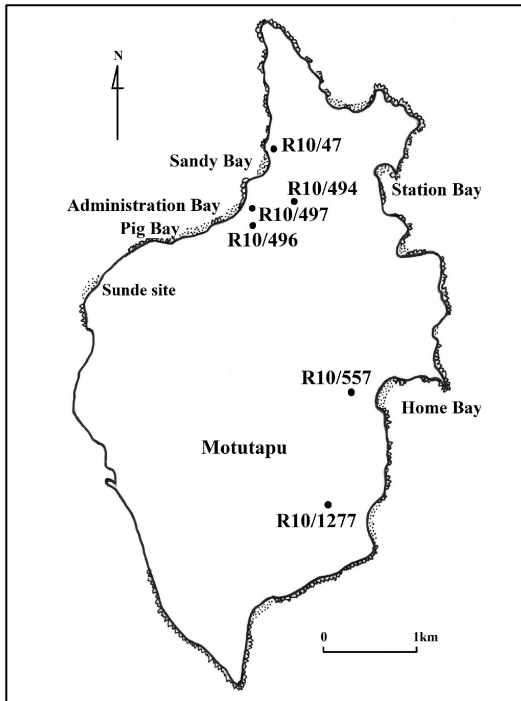 N
R10/47
Sandy Bay
R10/494
Station Bay
Administration Bay
R10/497
Pig Bay
R10/496
Sunde site
R10/557
Home Bay
Motutapu
R10/1277
0 1km